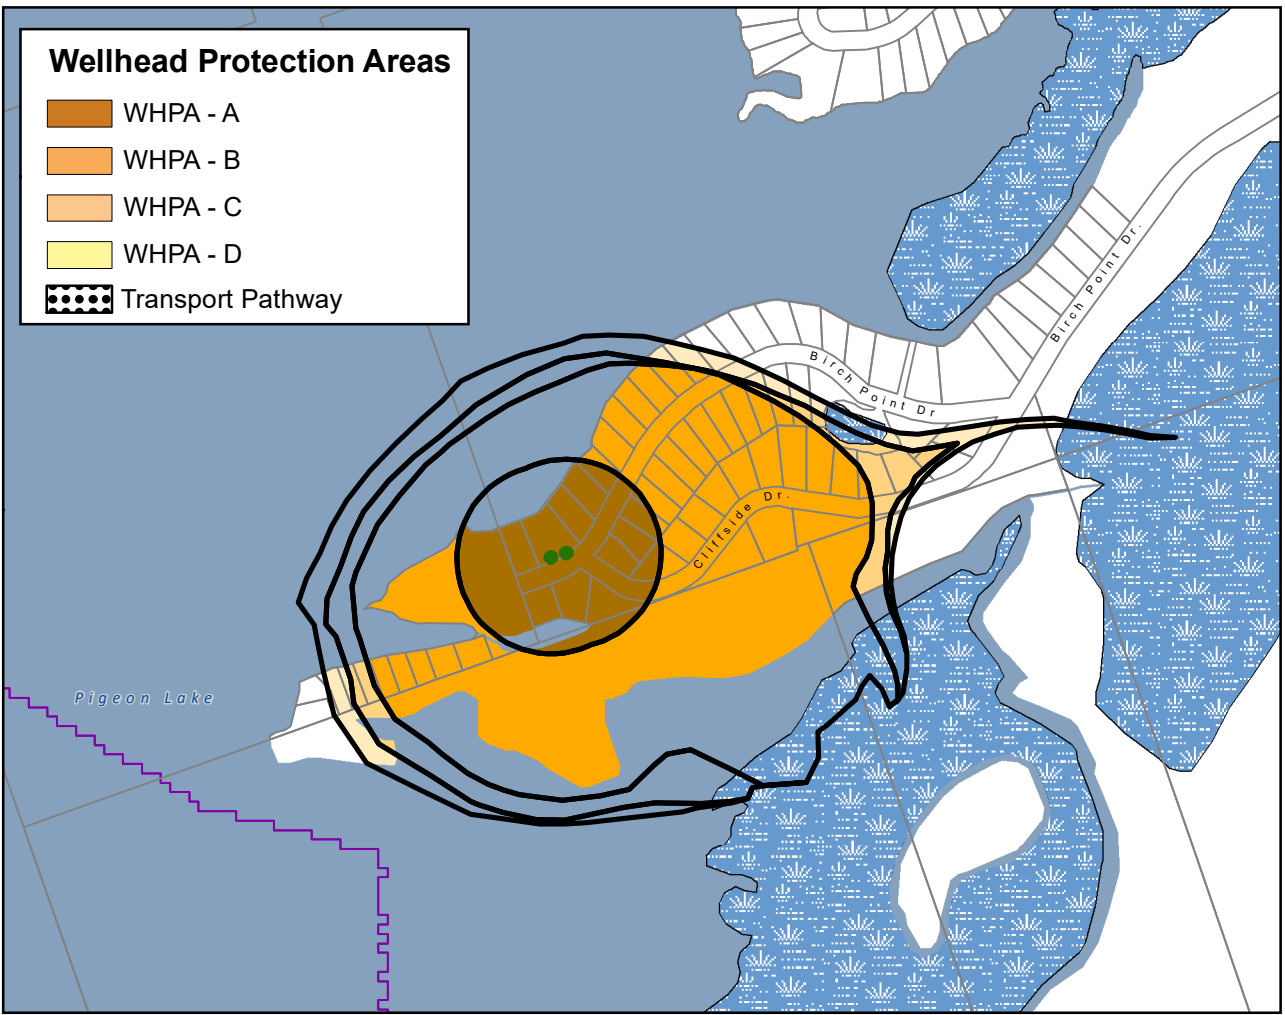 Wellhead Protection Areas
WHPA - A
WHPA - B
WHPA - C
WHPA - D
Transport Pathway
Birch Point Dr.
Birch Point Dr
Cliffside Dr.
Pigeon Lake